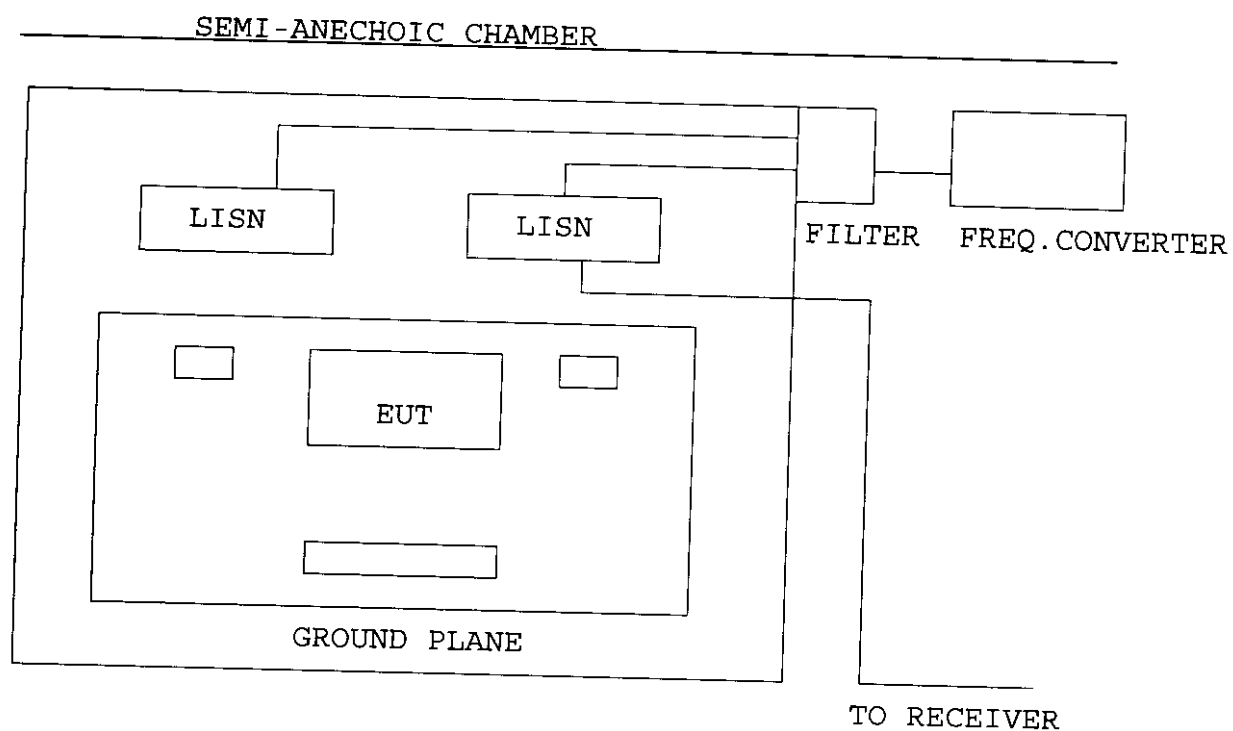 SEMI-ANECHOIC CHAMBER
LISN
LISN
FILTER
FREQ.CONVERTER
EUT
GROUND PLANE
TO RECEIVER